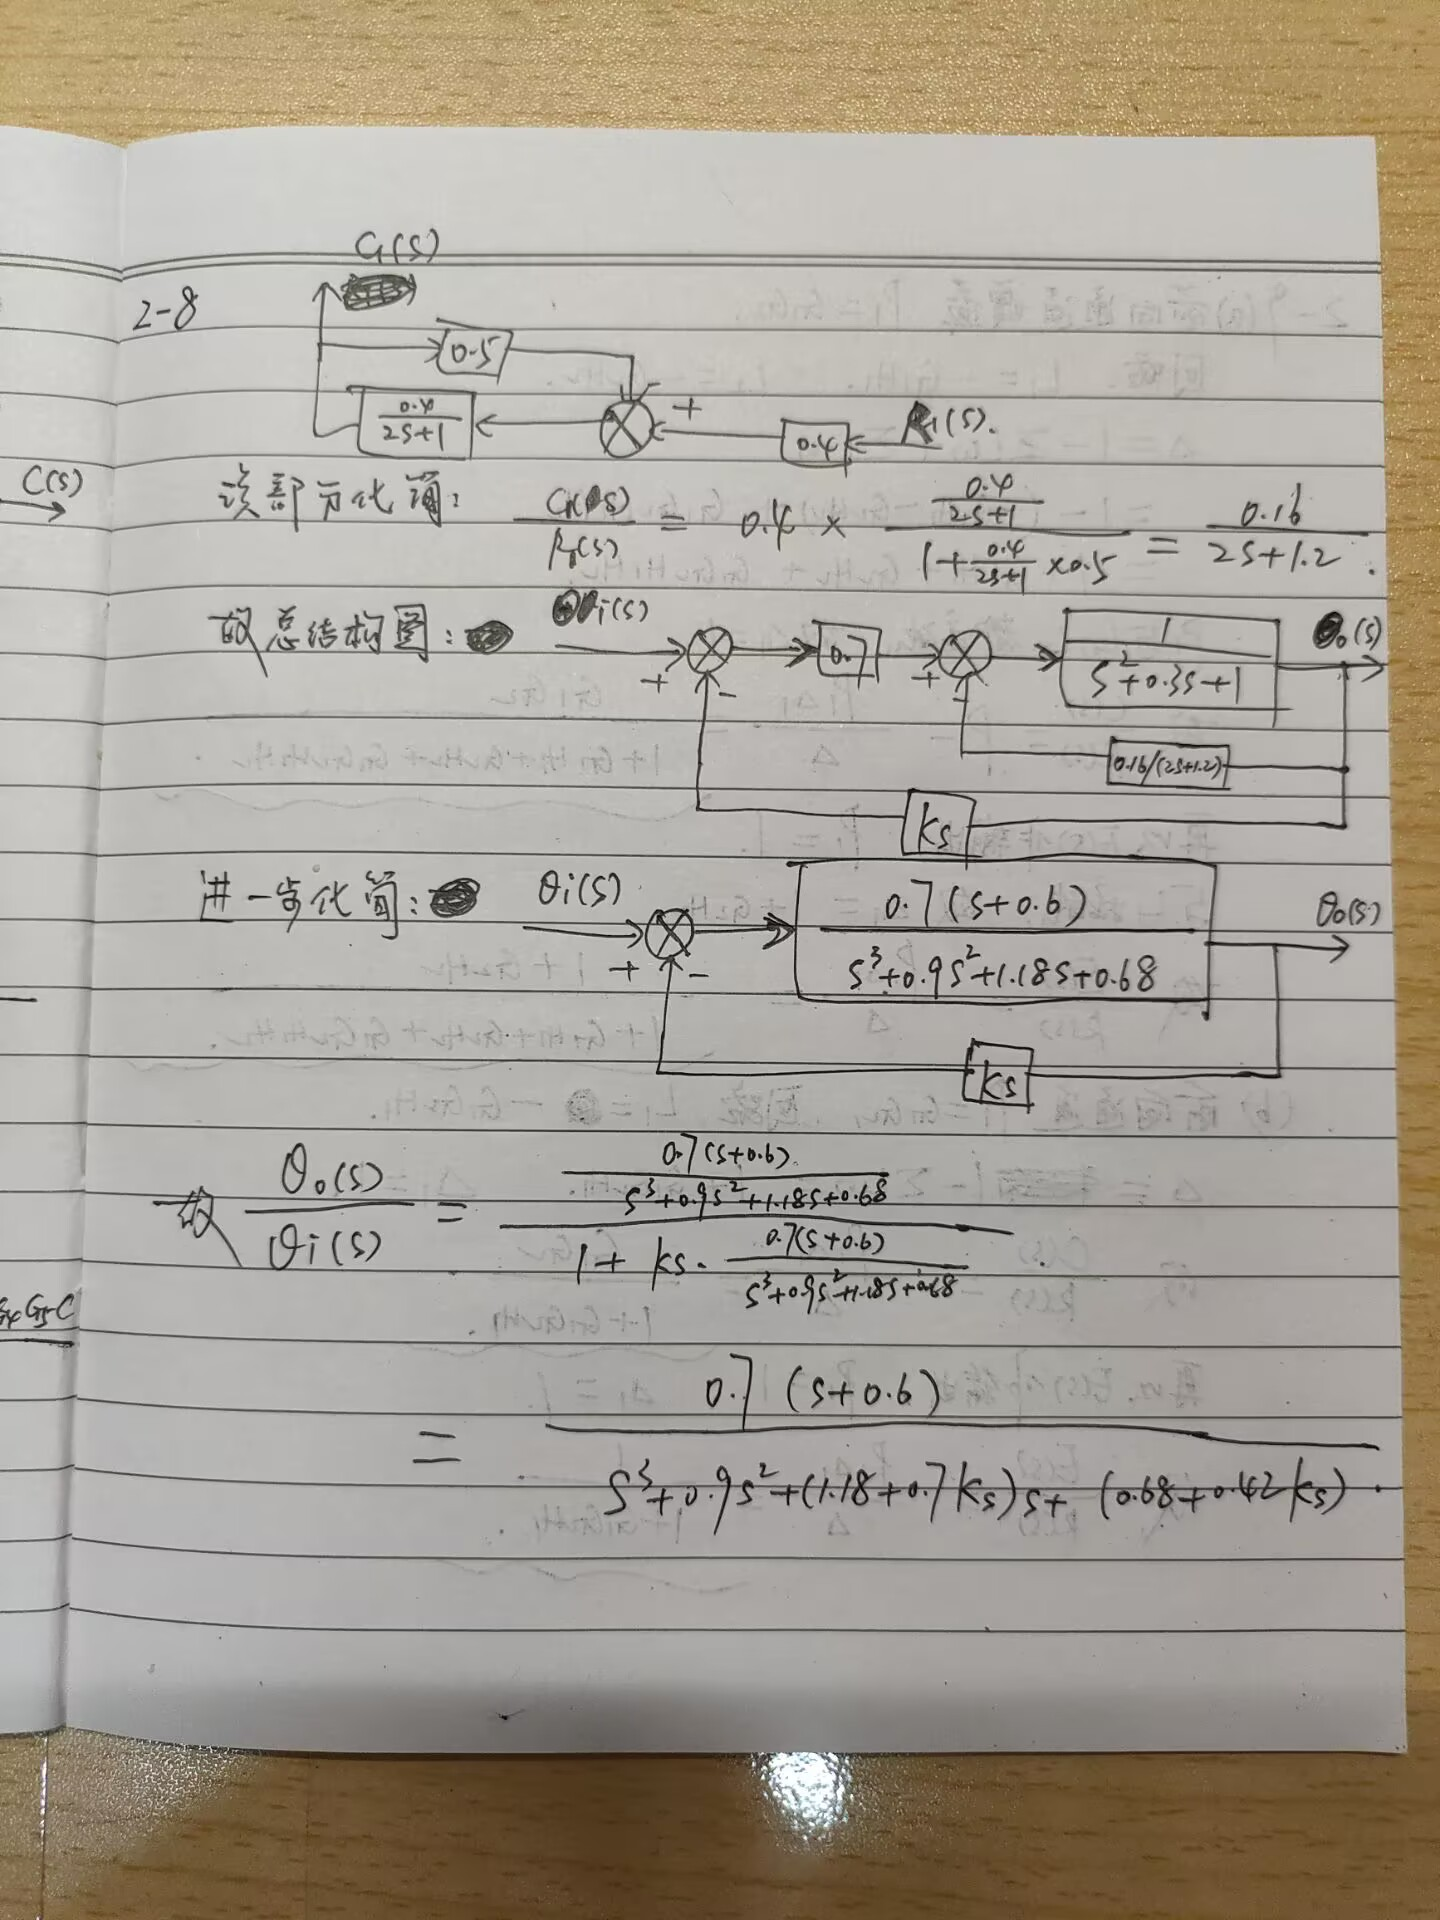 C₁(s)
2-8
0.5
0.4/(2s+1)
-
+
0.4
R₁(s).
C(s)
该部分化简:
C₁(s)/R₁(s) = 0.4 × (0.4/(2s+1))/(1+0.4/(2s+1)×0.5) = 0.16/(2s+1.2).
故总结构图:
θi(s)
+
-
0.7
+
-
1/(s²+0.3s+1)
θo(s)
0.16/(2s+1.2)
ks
进一步化简:
θi(s)
+
-
0.7(s+0.6)/(s³+0.9s²+1.18s+0.68)
θo(s)
ks
故 θo(s)/θi(s) = (0.7(s+0.6)/(s³+0.9s²+1.18s+0.68))/(1+ks·0.7(s+0.6)/(s³+0.9s²+1.18s+0.68))
= 0.7(s+0.6)/(s³+0.9s²+(1.18+0.7ks)s+(0.68+0.42ks)).